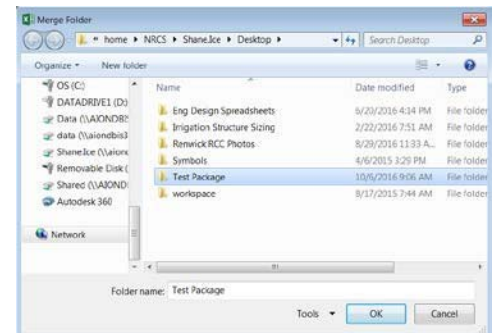 Merge Folder
« home ▸ NRCS ▸ Shane.Ice ▸ Desktop ▸
Search Desktop
Organize ▾ New folder
Name Date modified Type
OS (C:)
DATADRIVE1 (D:)
Data (\\AIONDBI
data (\\aiondbis3
Shane.Ice (\\aion
Removable Disk (
Shared (\\AIOND
Autodesk 360
Network
Eng Design Spreadsheets 6/20/2016 4:14 PM File folder
Irrigation Structure Sizing 2/22/2016 7:51 AM File folder
Renwick RCC Photos 8/29/2016 11:33 A... File folder
Symbols 4/6/2015 3:29 PM File folder
Test Package 10/6/2016 9:06 AM File folder
workspace 8/17/2015 7:44 AM File folder
Folder name: Test Package
Tools ▾ OK Cancel